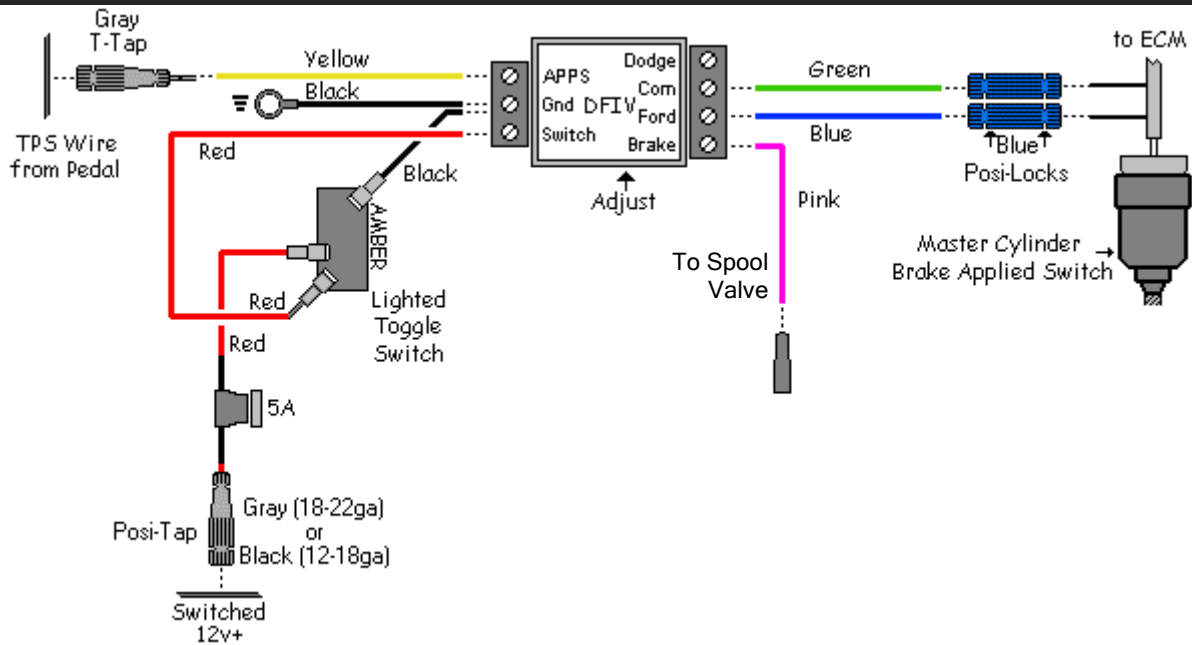 Gray
T-Tap
TPS Wire
from Pedal
Yellow
Black
Red
Black
AMBER
Red
Lighted
Toggle
Switch
Red
5A
Posi-Tap
Gray (18-22ga)
or
Black (12-18ga)
Switched
12v+
APPS
Gnd
Switch
DFIV
Dodge
Com
Ford
Brake
Adjust
Green
Blue
Pink
To Spool
Valve
Blue
Posi-Locks
to ECM
Master Cylinder
Brake Applied Switch